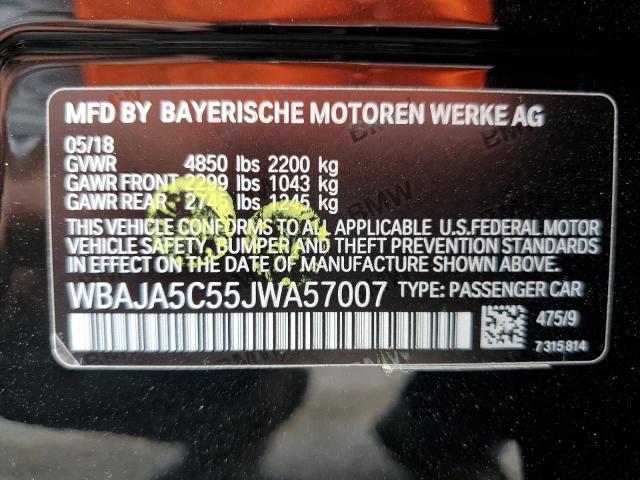 MFD BY BAYERISCHE MOTOREN WERKE AG
05/18
GVWR 4850 lbs 2200 kg
GAWR FRONT 2299 lbs 1043 kg
GAWR REAR 2745 lbs 1245 kg
THIS VEHICLE CONFORMS TO ALL APPLICABLE U.S.FEDERAL MOTOR
VEHICLE SAFETY, BUMPER AND THEFT PREVENTION STANDARDS
IN EFFECT ON THE DATE OF MANUFACTURE SHOWN ABOVE.
WBAJA5C55JWA57007 TYPE: PASSENGER CAR
475/9
7 315 814